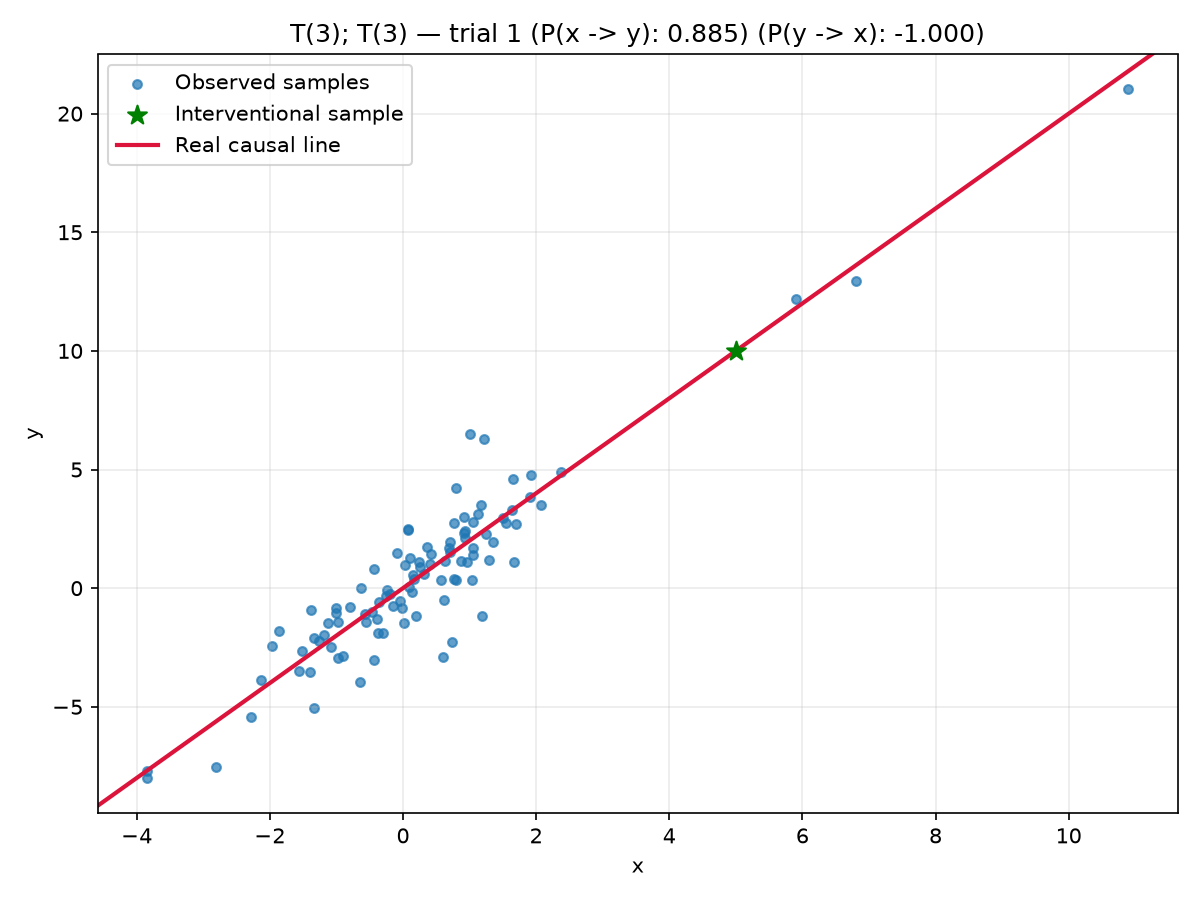 T(3); T(3) — trial 1 (P(x -> y): 0.885) (P(y -> x): -1.000)
Observed samples
Interventional sample
Real causal line
20
15
10
5
0
−5
y
−4
−2
0
2
4
6
8
10
x